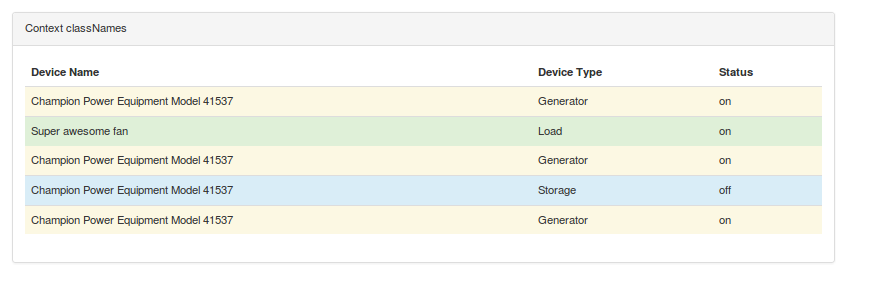 Context classNames
Device Name Device Type Status
Champion Power Equipment Model 41537 Generator on
Super awesome fan Load on
Champion Power Equipment Model 41537 Generator on
Champion Power Equipment Model 41537 Storage off
Champion Power Equipment Model 41537 Generator on